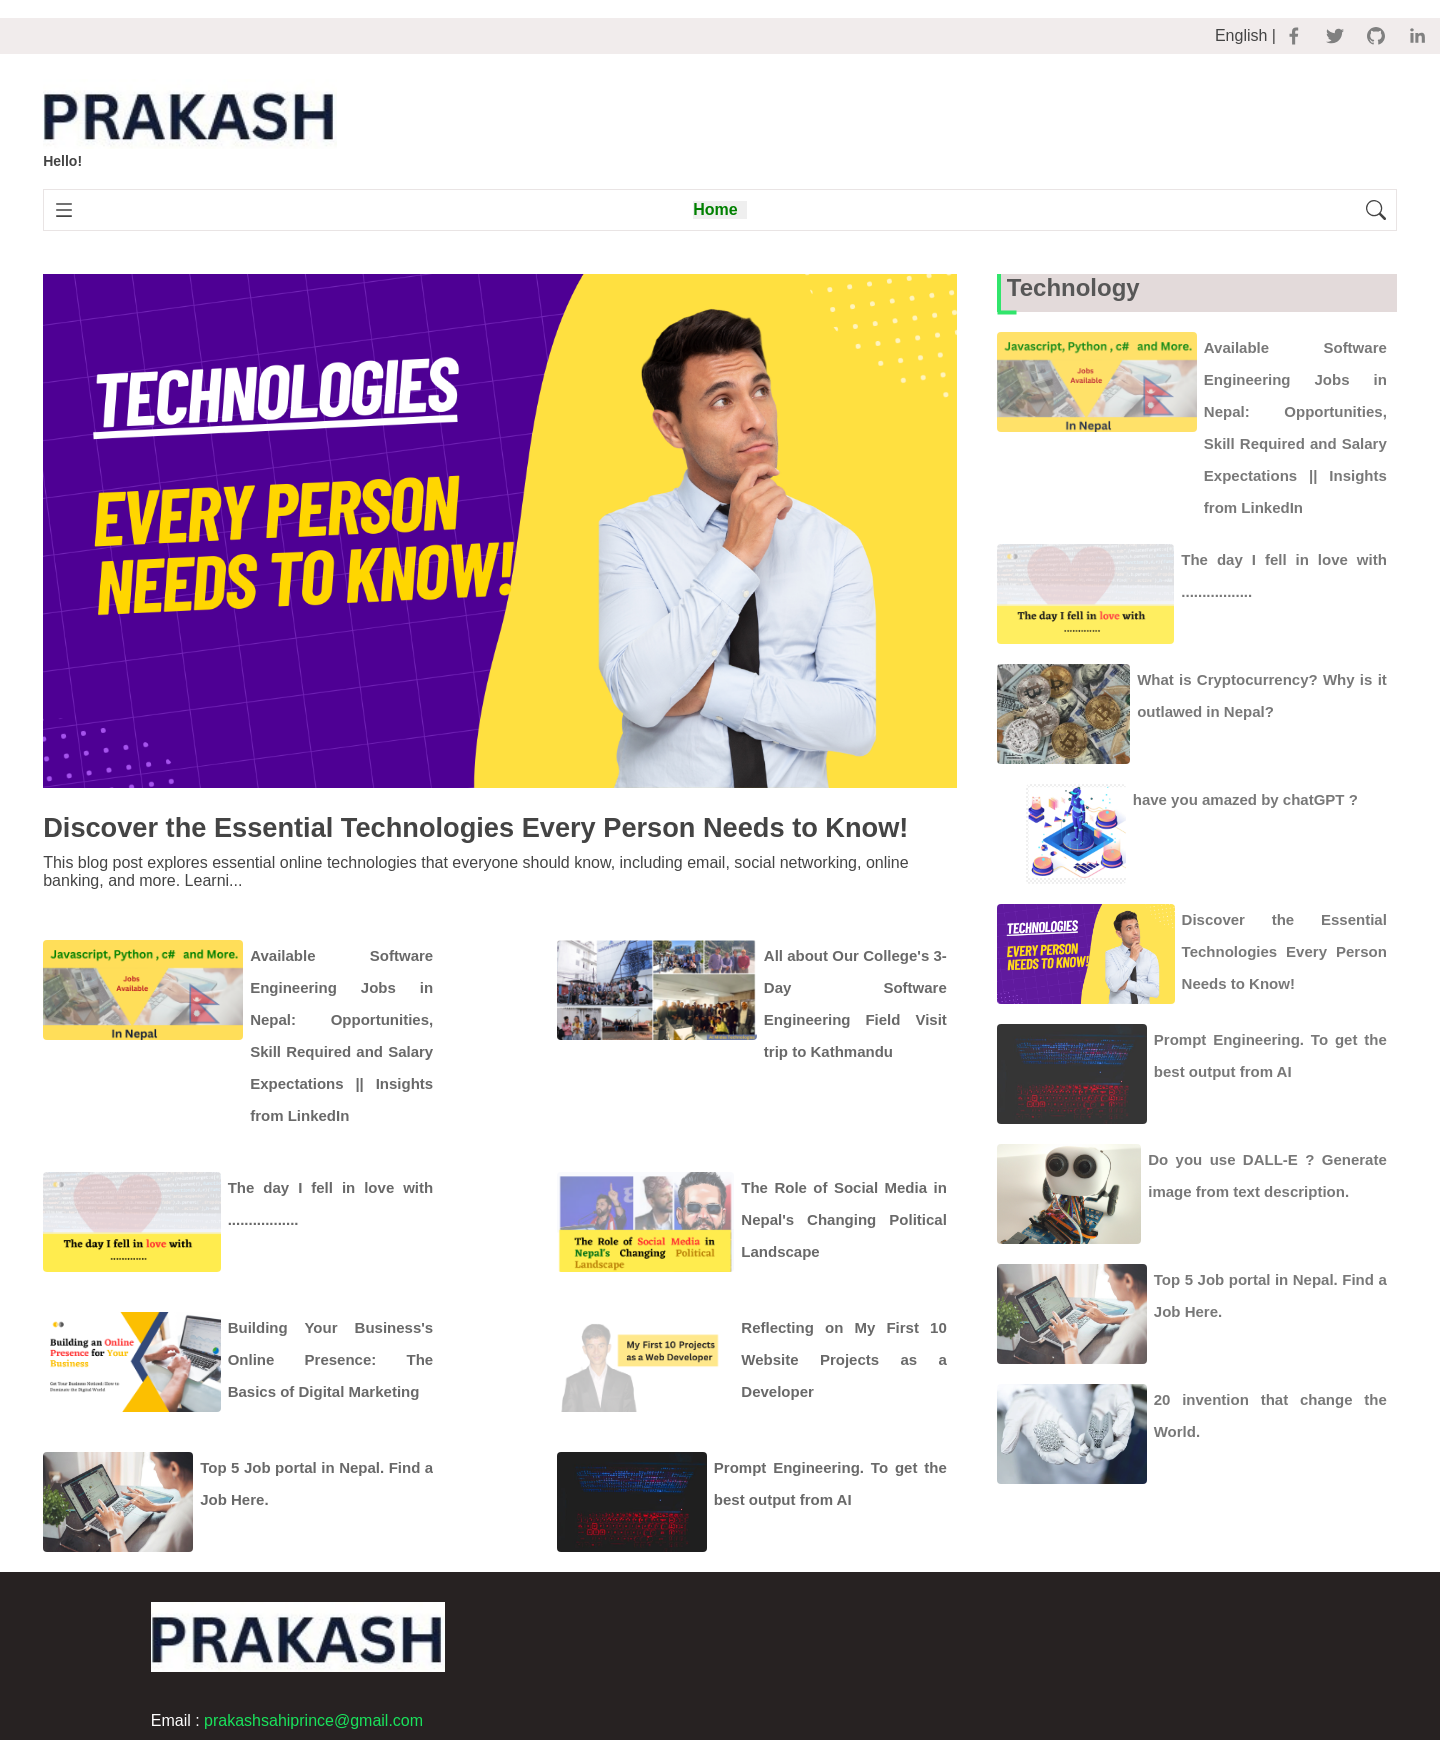 English |
PRAKASH
Hello!
Home
TECHNOLOGIES
EVERY PERSON
NEEDS TO KNOW!
Discover the Essential Technologies Every Person Needs to Know!
This blog post explores essential online technologies that everyone should know, including email, social networking, online
banking, and more. Learni...
Javascript, Python , c# and More.
Jobs
Available
In Nepal
Available Software
Engineering Jobs in
Nepal: Opportunities,
Skill Required and Salary
Expectations || Insights
from LinkedIn
All about Our College's 3-
Day Software
Engineering Field Visit
trip to Kathmandu
The day I fell in love with
.............
The day I fell in love with
.................
The Role of Social Media in
Nepal's Changing Political
Landscape
The Role of Social Media in
Nepal's Changing Political
Landscape
Building an Online
Presence for Your
Business
Get Your Business Noticed: How to
Dominate the Digital World
Building Your Business's
Online Presence: The
Basics of Digital Marketing
My First 10 Projects
as a Web Developer
Reflecting on My First 10
Website Projects as a
Developer
Top 5 Job portal in Nepal. Find a
Job Here.
Prompt Engineering. To get the
best output from AI
Technology
Javascript, Python , c# and More.
Jobs
Available
In Nepal
Available Software
Engineering Jobs in
Nepal: Opportunities,
Skill Required and Salary
Expectations || Insights
from LinkedIn
The day I fell in love with
.............
The day I fell in love with
.................
What is Cryptocurrency? Why is it
outlawed in Nepal?
have you amazed by chatGPT ?
TECHNOLOGIES
EVERY PERSON
NEEDS TO KNOW!
Discover the Essential
Technologies Every Person
Needs to Know!
Prompt Engineering. To get the
best output from AI
Do you use DALL-E ? Generate
image from text description.
Top 5 Job portal in Nepal. Find a
Job Here.
20 invention that change the
World.
PRAKASH
Email : prakashsahiprince@gmail.com